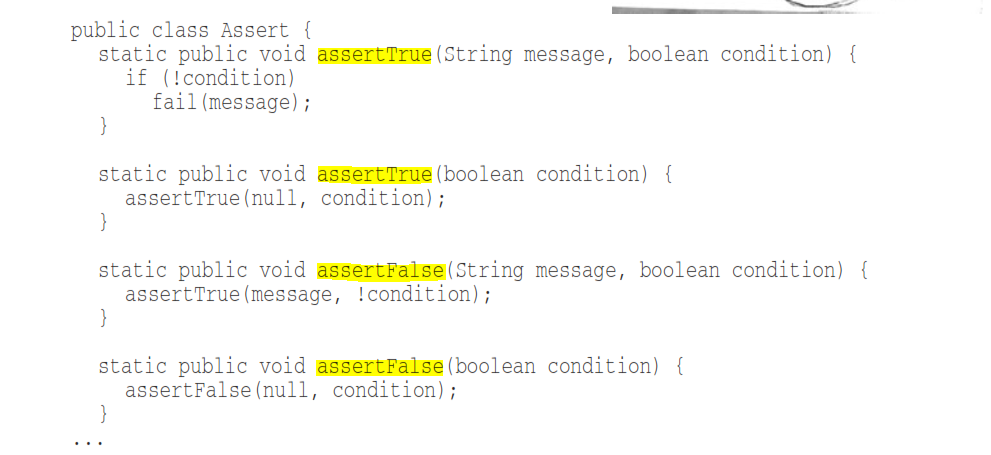 public class Assert {
static public void assertTrue(String message, boolean condition) {
if (!condition)
fail(message);
}
static public void assertTrue(boolean condition) {
assertTrue(null, condition);
}
static public void assertFalse(String message, boolean condition) {
assertTrue(message, !condition);
}
static public void assertFalse(boolean condition) {
assertFalse(null, condition);
}
...